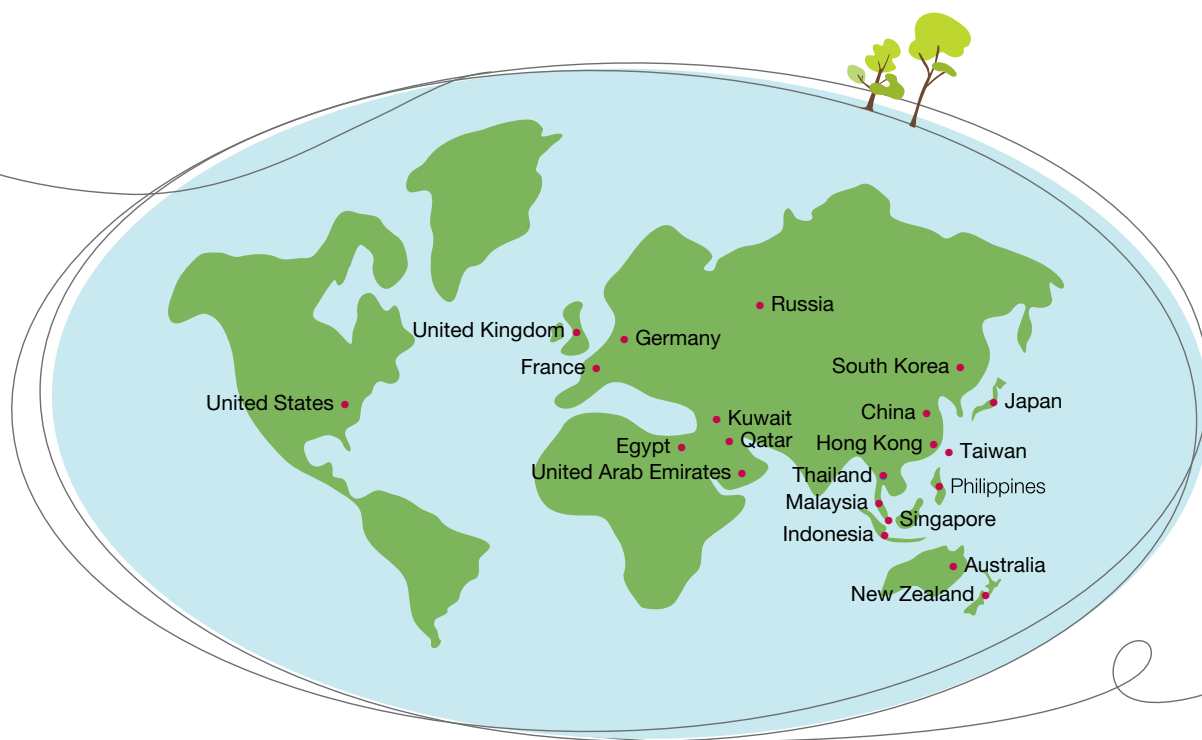 Russia
United Kingdom
Germany
France
South Korea
United States
Japan
China
Kuwait
Qatar
Egypt
Hong Kong
Taiwan
United Arab Emirates
Thailand
Philippines
Malaysia
Singapore
Indonesia
Australia
New Zealand